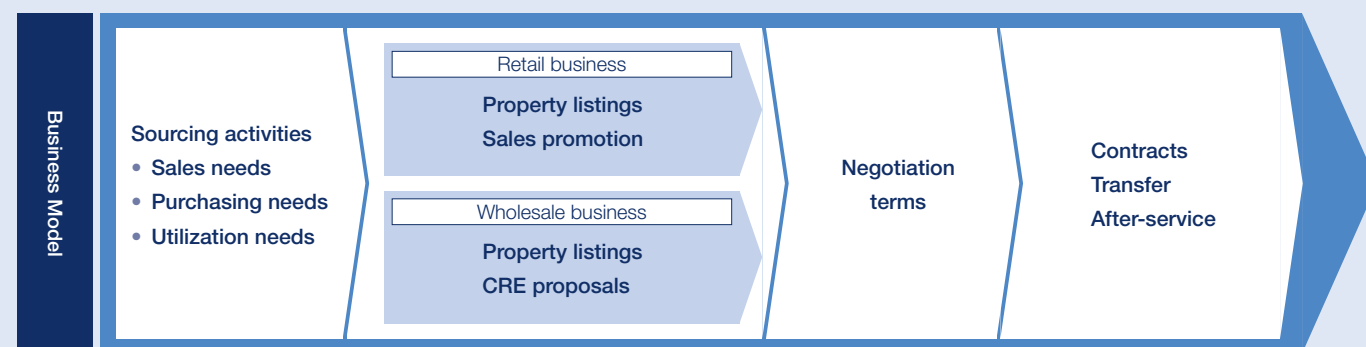 Business Model
Sourcing activities
• Sales needs
• Purchasing needs
• Utilization needs
Retail business
Property listings
Sales promotion
Wholesale business
Property listings
CRE proposals
Negotiation
terms
Contracts
Transfer
After-service